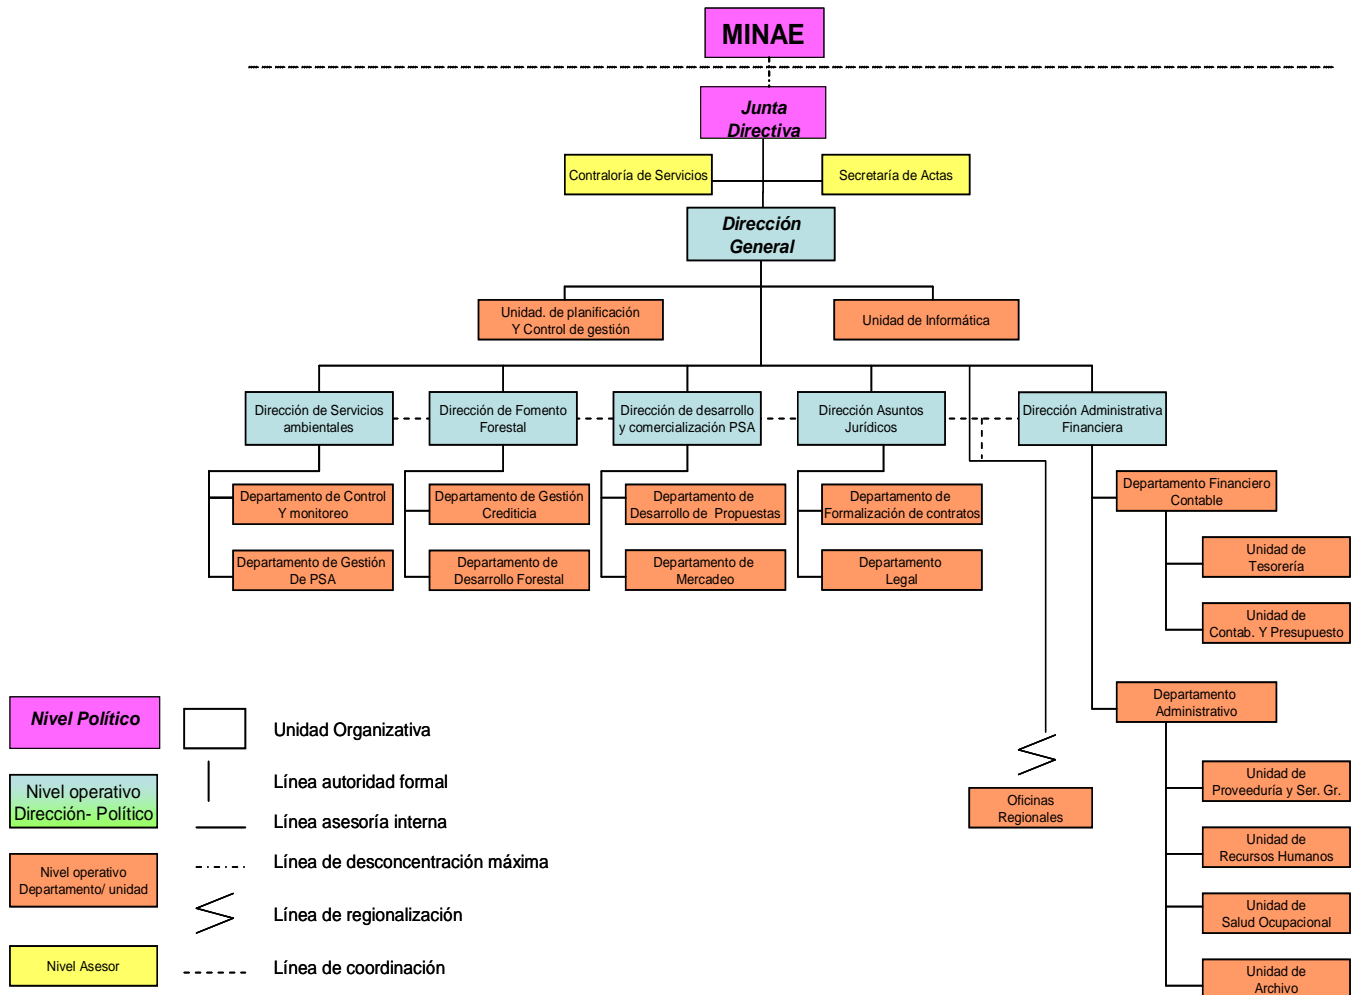 MINAE
Junta
Directiva
Contraloría de Servicios
Secretaría de Actas
Dirección
General
Unidad. de planificación
Y Control de gestión
Unidad de Informática
Dirección de Servicios
ambientales
Dirección de Fomento
Forestal
Dirección de desarrollo
y comercialización PSA
Dirección Asuntos
Jurídicos
Dirección Administrativa
Financiera
Departamento de Control
Y monitoreo
Departamento de Gestión
Crediticia
Departamento de
Desarrollo de Propuestas
Departamento de
Formalización de contratos
Departamento Financiero
Contable
Departamento de Gestión
De PSA
Departamento de
Desarrollo Forestal
Departamento de
Mercadeo
Departamento
Legal
Unidad de
Tesorería
Unidad de
Contab. Y Presupuesto
Departamento
Administrativo
Unidad de
Proveeduría y Ser. Gr.
Oficinas
Regionales
Unidad de
Recursos Humanos
Unidad de
Salud Ocupacional
Unidad de
Archivo
Nivel Político
Unidad Organizativa
Línea autoridad formal
Nivel operativo
Dirección- Político
Línea asesoría interna
Línea de desconcentración máxima
Nivel operativo
Departamento/ unidad
Línea de regionalización
Nivel Asesor
Línea de coordinación